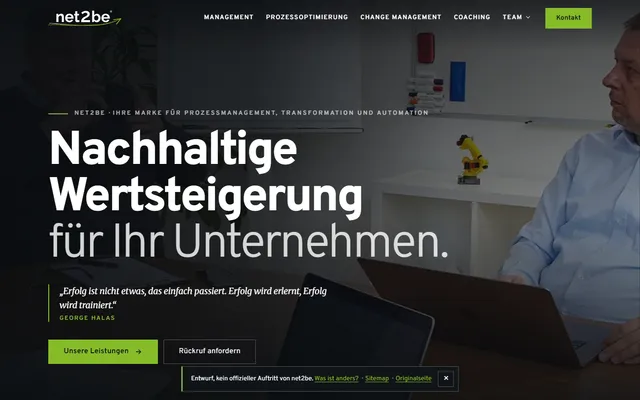 net2be®
MANAGEMENT PROZESSOPTIMIERUNG CHANGE MANAGEMENT COACHING TEAM Kontakt
NET2BE · IHRE MARKE FÜR PROZESSMANAGEMENT, TRANSFORMATION UND AUTOMATION
Nachhaltige
Wertsteigerung
für Ihr Unternehmen.
„Erfolg ist nicht etwas, das einfach passiert. Erfolg wird erlernt, Erfolg
wird trainiert.“
GEORGE HALAS
Unsere Leistungen → Rückruf anfordern
Entwurf, kein offizieller Auftritt von net2be. Was ist anders? · Sitemap · Originalseite ×